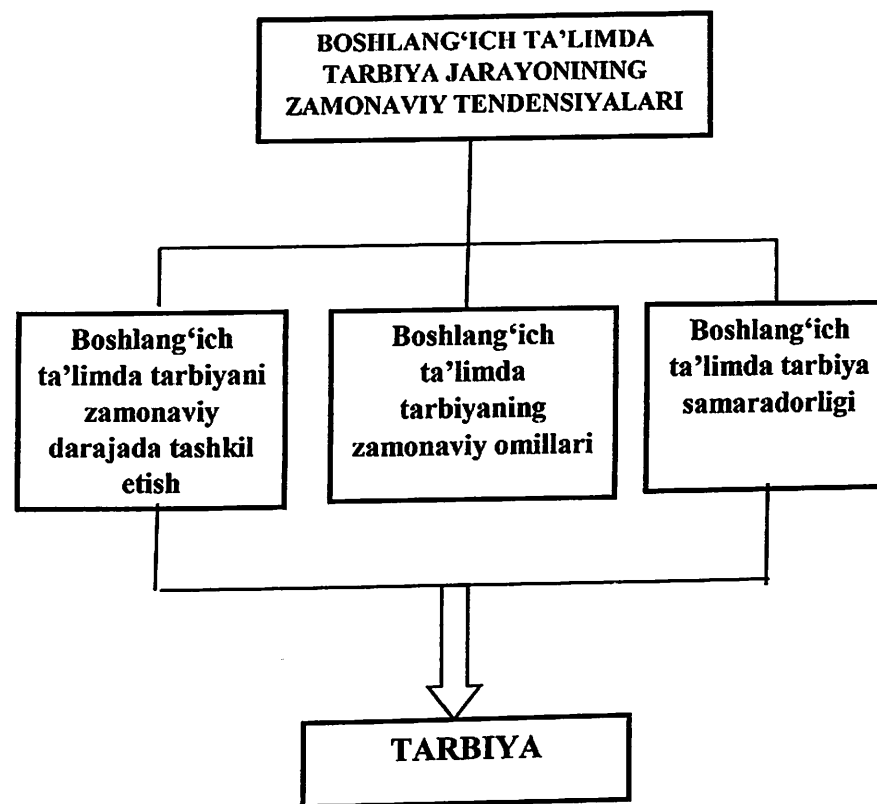 BOSHLANG‘ICH TA’LIMDA
TARBIYA JARAYONINING
ZAMONAVIY TENDENSIYALARI
Boshlang‘ich
ta’limda tarbiyani
zamonaviy
darajada tashkil
etish
Boshlang‘ich
ta’limda
tarbiyaning
zamonaviy omillari
Boshlang‘ich
ta’limda tarbiya
samaradorligi
TARBIYA